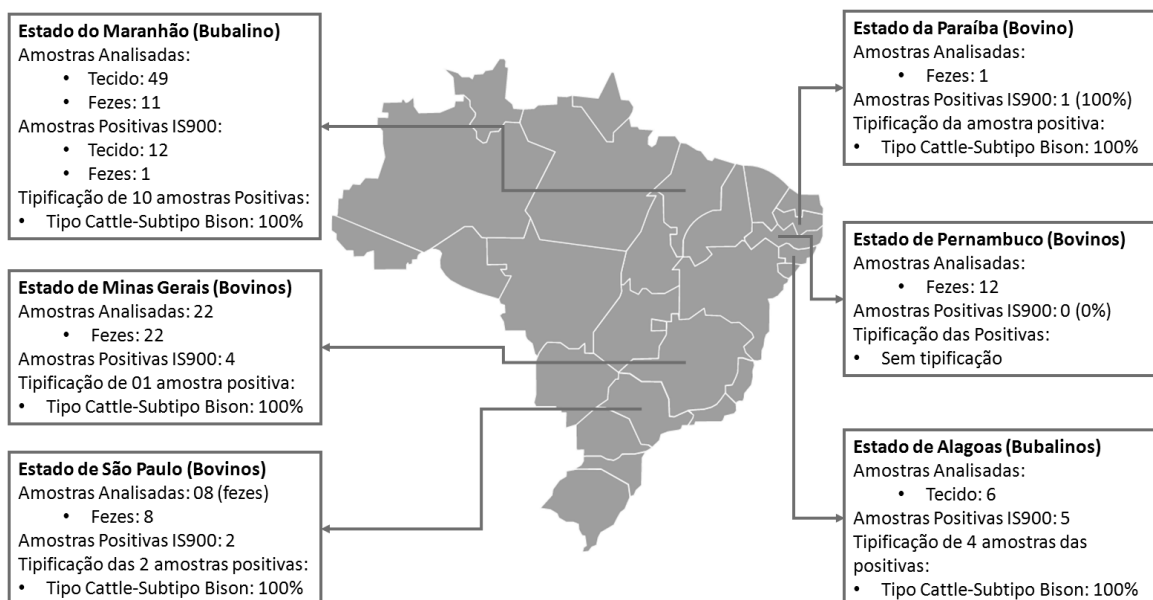 Estado do Maranhão (Bubalino)
Amostras Analisadas:
• Tecido: 49
• Fezes: 11
Amostras Positivas IS900:
• Tecido: 12
• Fezes: 1
Tipificação de 10 amostras Positivas:
• Tipo Cattle-Subtipo Bison: 100%
Estado de Minas Gerais (Bovinos)
Amostras Analisadas: 22
• Fezes: 22
Amostras Positivas IS900: 4
Tipificação de 01 amostra positiva:
• Tipo Cattle-Subtipo Bison: 100%
Estado de São Paulo (Bovinos)
Amostras Analisadas: 08 (fezes)
• Fezes: 8
Amostras Positivas IS900: 2
Tipificação das 2 amostras positivas:
• Tipo Cattle-Subtipo Bison: 100%
Estado da Paraíba (Bovino)
Amostras Analisadas:
• Fezes: 1
Amostras Positivas IS900: 1 (100%)
Tipificação da amostra positiva:
• Tipo Cattle-Subtipo Bison: 100%
Estado de Pernambuco (Bovinos)
Amostras Analisadas:
• Fezes: 12
Amostras Positivas IS900: 0 (0%)
Tipificação das Positivas:
• Sem tipificação
Estado de Alagoas (Bubalinos)
Amostras Analisadas:
• Tecido: 6
Amostras Positivas IS900: 5
Tipificação de 4 amostras das
positivas:
• Tipo Cattle-Subtipo Bison: 100%